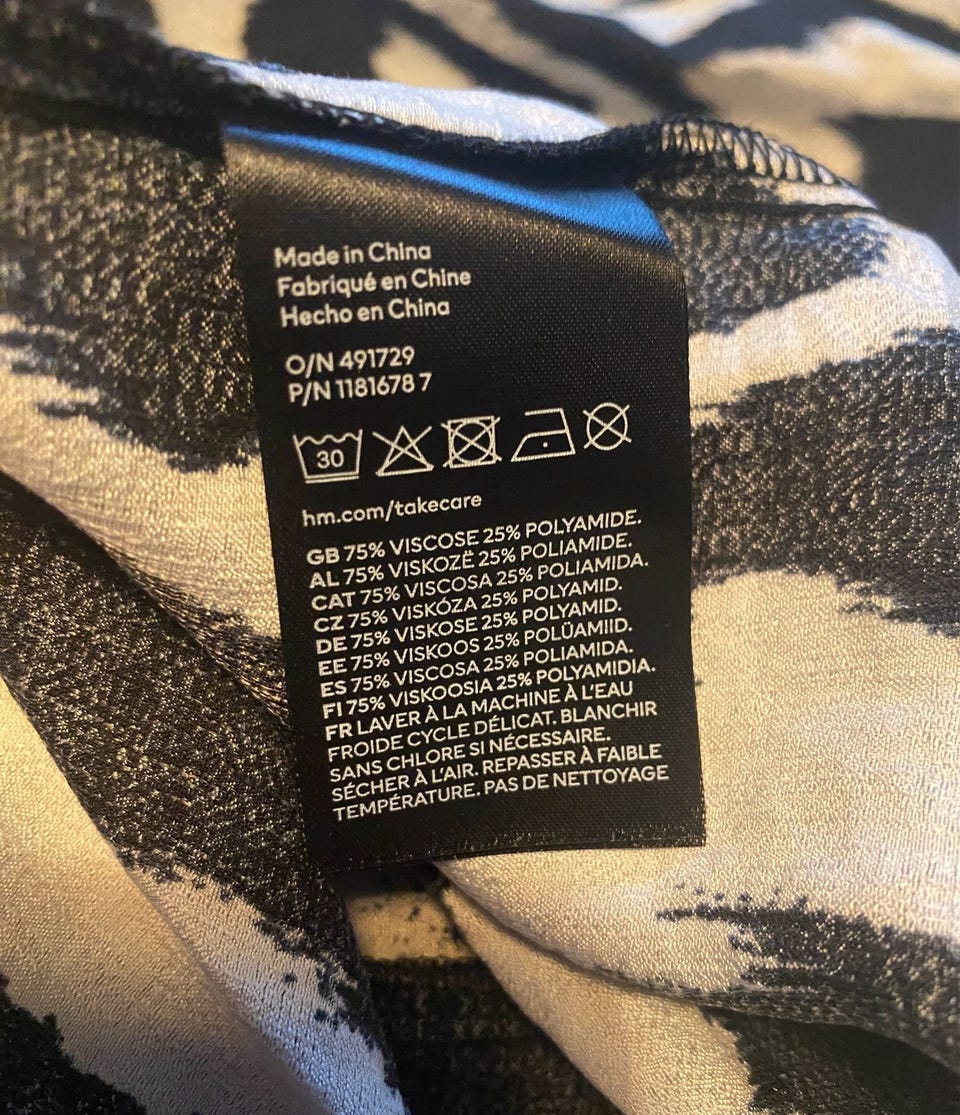 Made in China
Fabriqué en Chine
Hecho en China
O/N 491729
P/N 1181678 7
30
hm.com/takecare
GB 75% VISCOSE 25% POLYAMIDE.
AL 75% VISKOZË 25% POLIAMIDE.
CAT 75% VISCOSA 25% POLIAMIDA.
CZ 75% VISKÓZA 25% POLYAMID.
DE 75% VISKOSE 25% POLYAMID.
EE 75% VISKOOS 25% POLÜAMIID.
ES 75% VISCOSA 25% POLIAMIDA.
FI 75% VISKOOSIA 25% POLYAMIDIA.
FR LAVER À LA MACHINE À L'EAU
FROIDE CYCLE DÉLICAT. BLANCHIR
SANS CHLORE SI NÉCESSAIRE.
SÉCHER À L'AIR. REPASSER À FAIBLE
TEMPÉRATURE. PAS DE NETTOYAGE